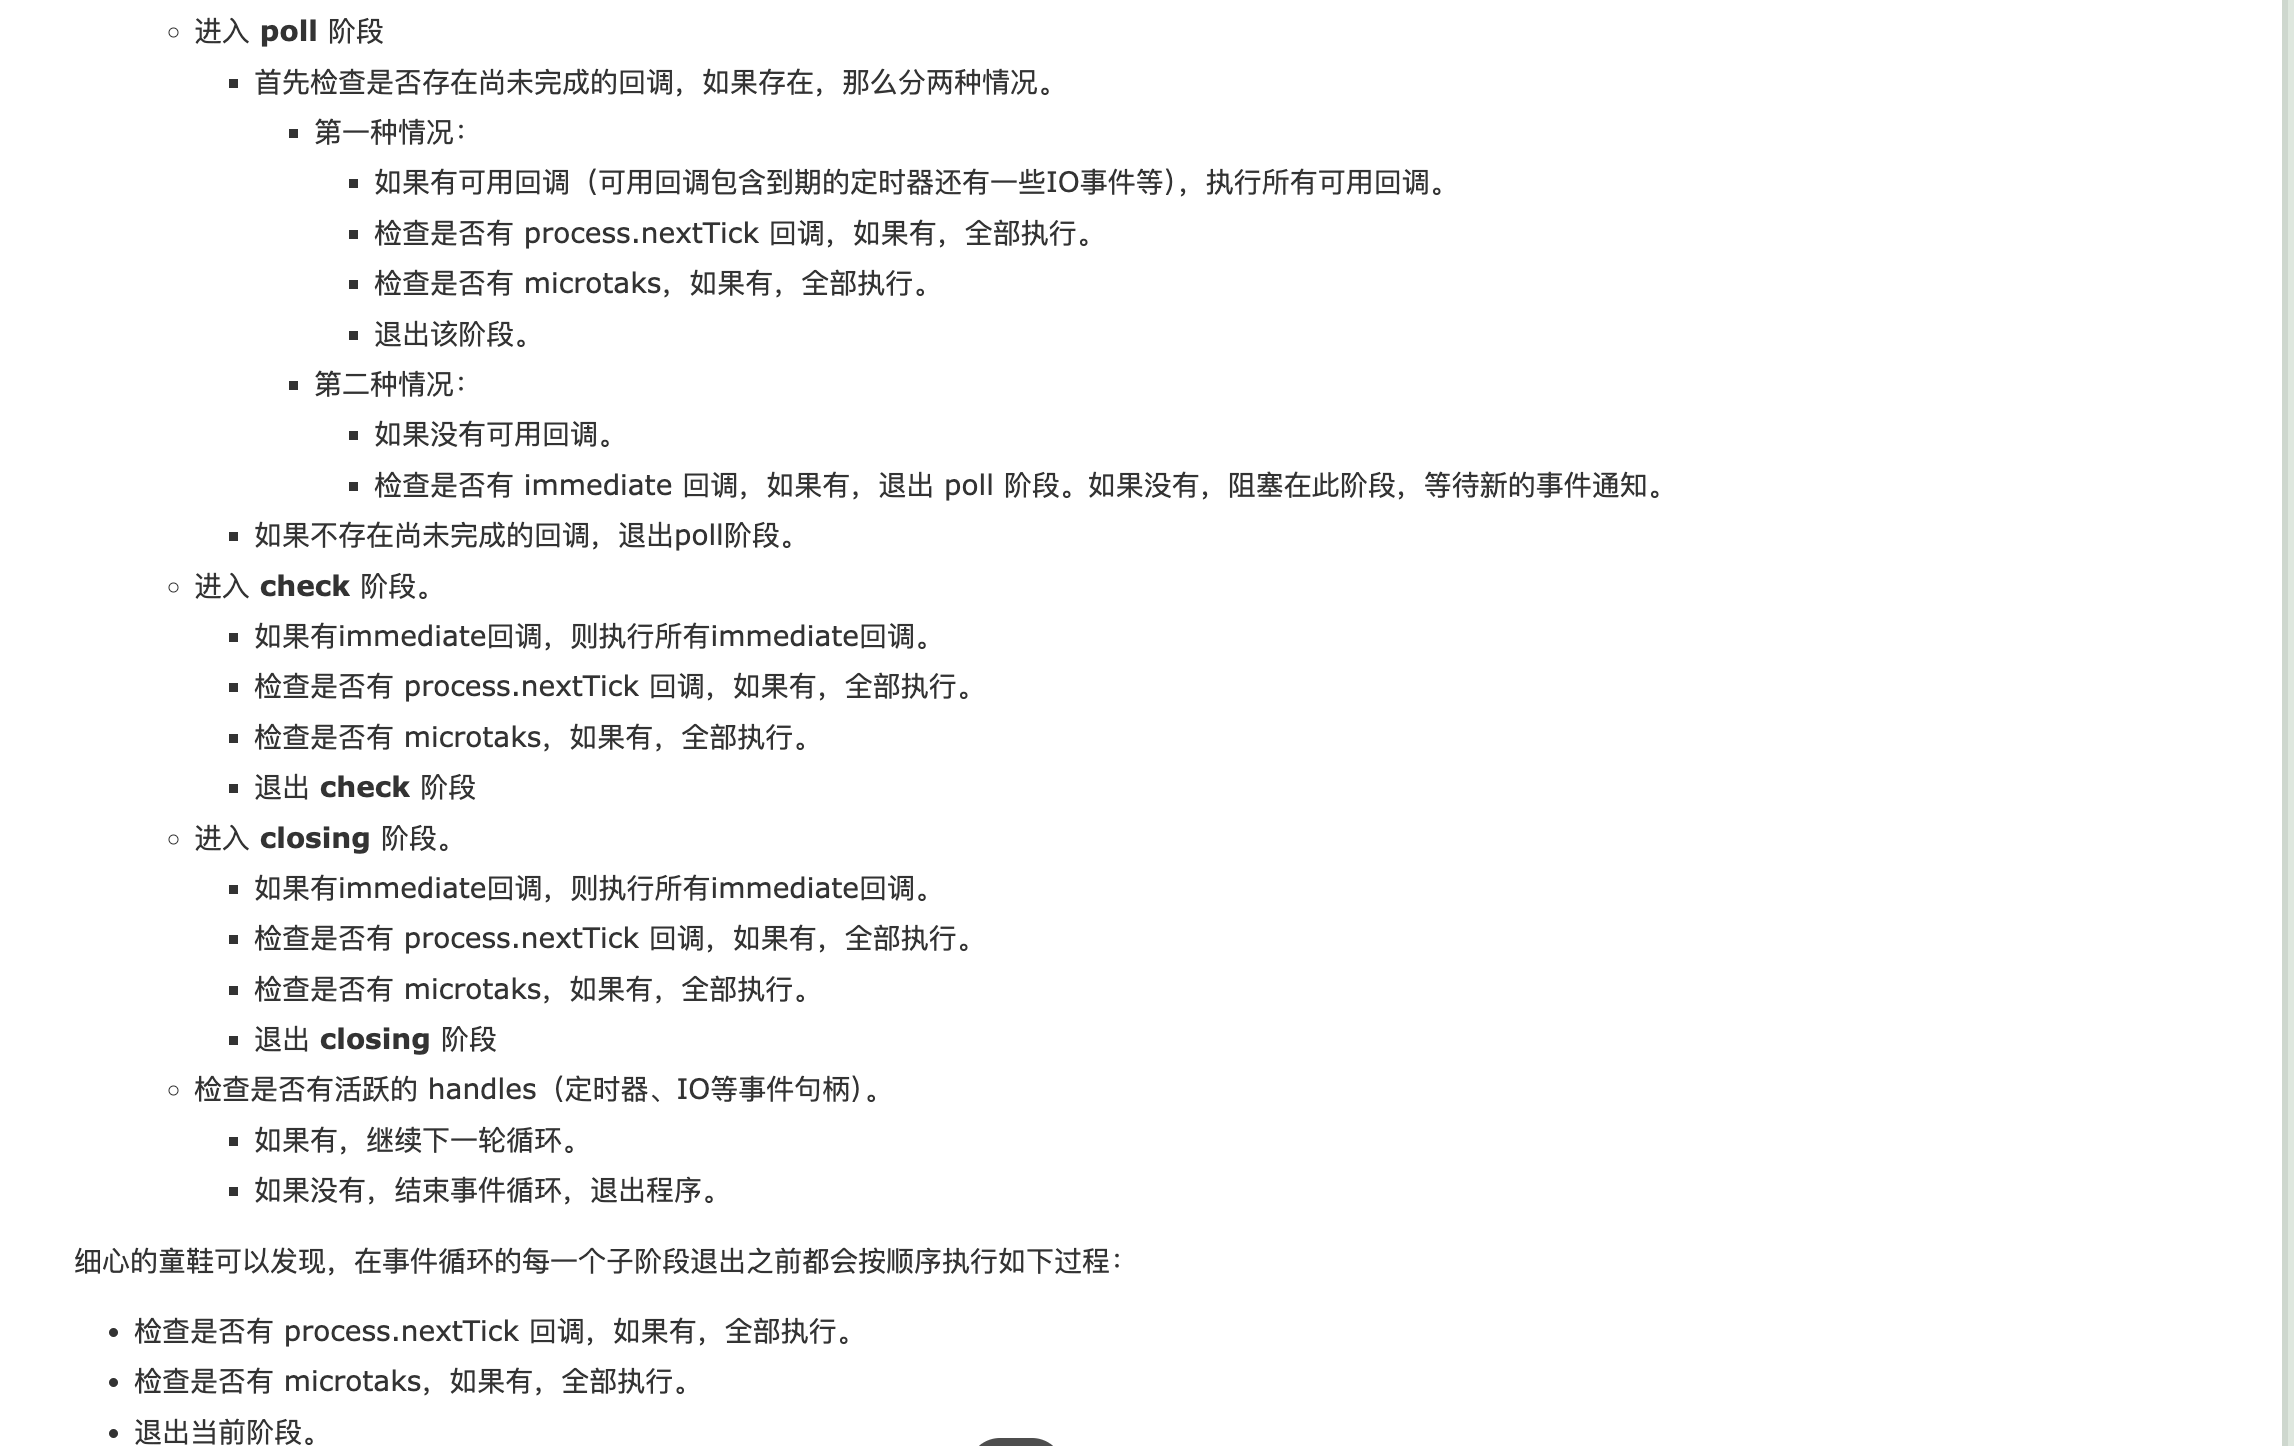 进入 poll 阶段
首先检查是否存在尚未完成的回调，如果存在，那么分两种情况。
第一种情况：
如果有可用回调（可用回调包含到期的定时器还有一些IO事件等），执行所有可用回调。
检查是否有 process.nextTick 回调，如果有，全部执行。
检查是否有 microtaks，如果有，全部执行。
退出该阶段。
第二种情况：
如果没有可用回调。
检查是否有 immediate 回调，如果有，退出 poll 阶段。如果没有，阻塞在此阶段，等待新的事件通知。
如果不存在尚未完成的回调，退出poll阶段。
进入 check 阶段。
如果有immediate回调，则执行所有immediate回调。
检查是否有 process.nextTick 回调，如果有，全部执行。
检查是否有 microtaks，如果有，全部执行。
退出 check 阶段
进入 closing 阶段。
如果有immediate回调，则执行所有immediate回调。
检查是否有 process.nextTick 回调，如果有，全部执行。
检查是否有 microtaks，如果有，全部执行。
退出 closing 阶段
检查是否有活跃的 handles（定时器、IO等事件句柄）。
如果有，继续下一轮循环。
如果没有，结束事件循环，退出程序。
细心的童鞋可以发现，在事件循环的每一个子阶段退出之前都会按顺序执行如下过程：
检查是否有 process.nextTick 回调，如果有，全部执行。
检查是否有 microtaks，如果有，全部执行。
退出当前阶段。